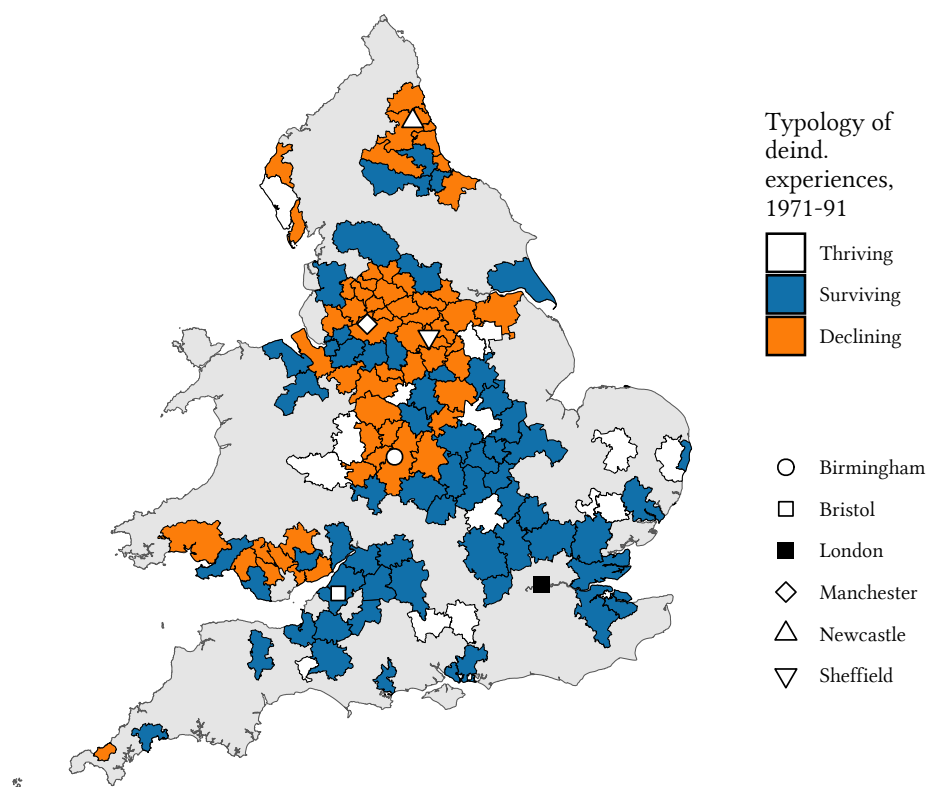 Typology of
deind.
experiences,
1971-91
Thriving
Surviving
Declining
Birmingham
Bristol
London
Manchester
Newcastle
Sheffield